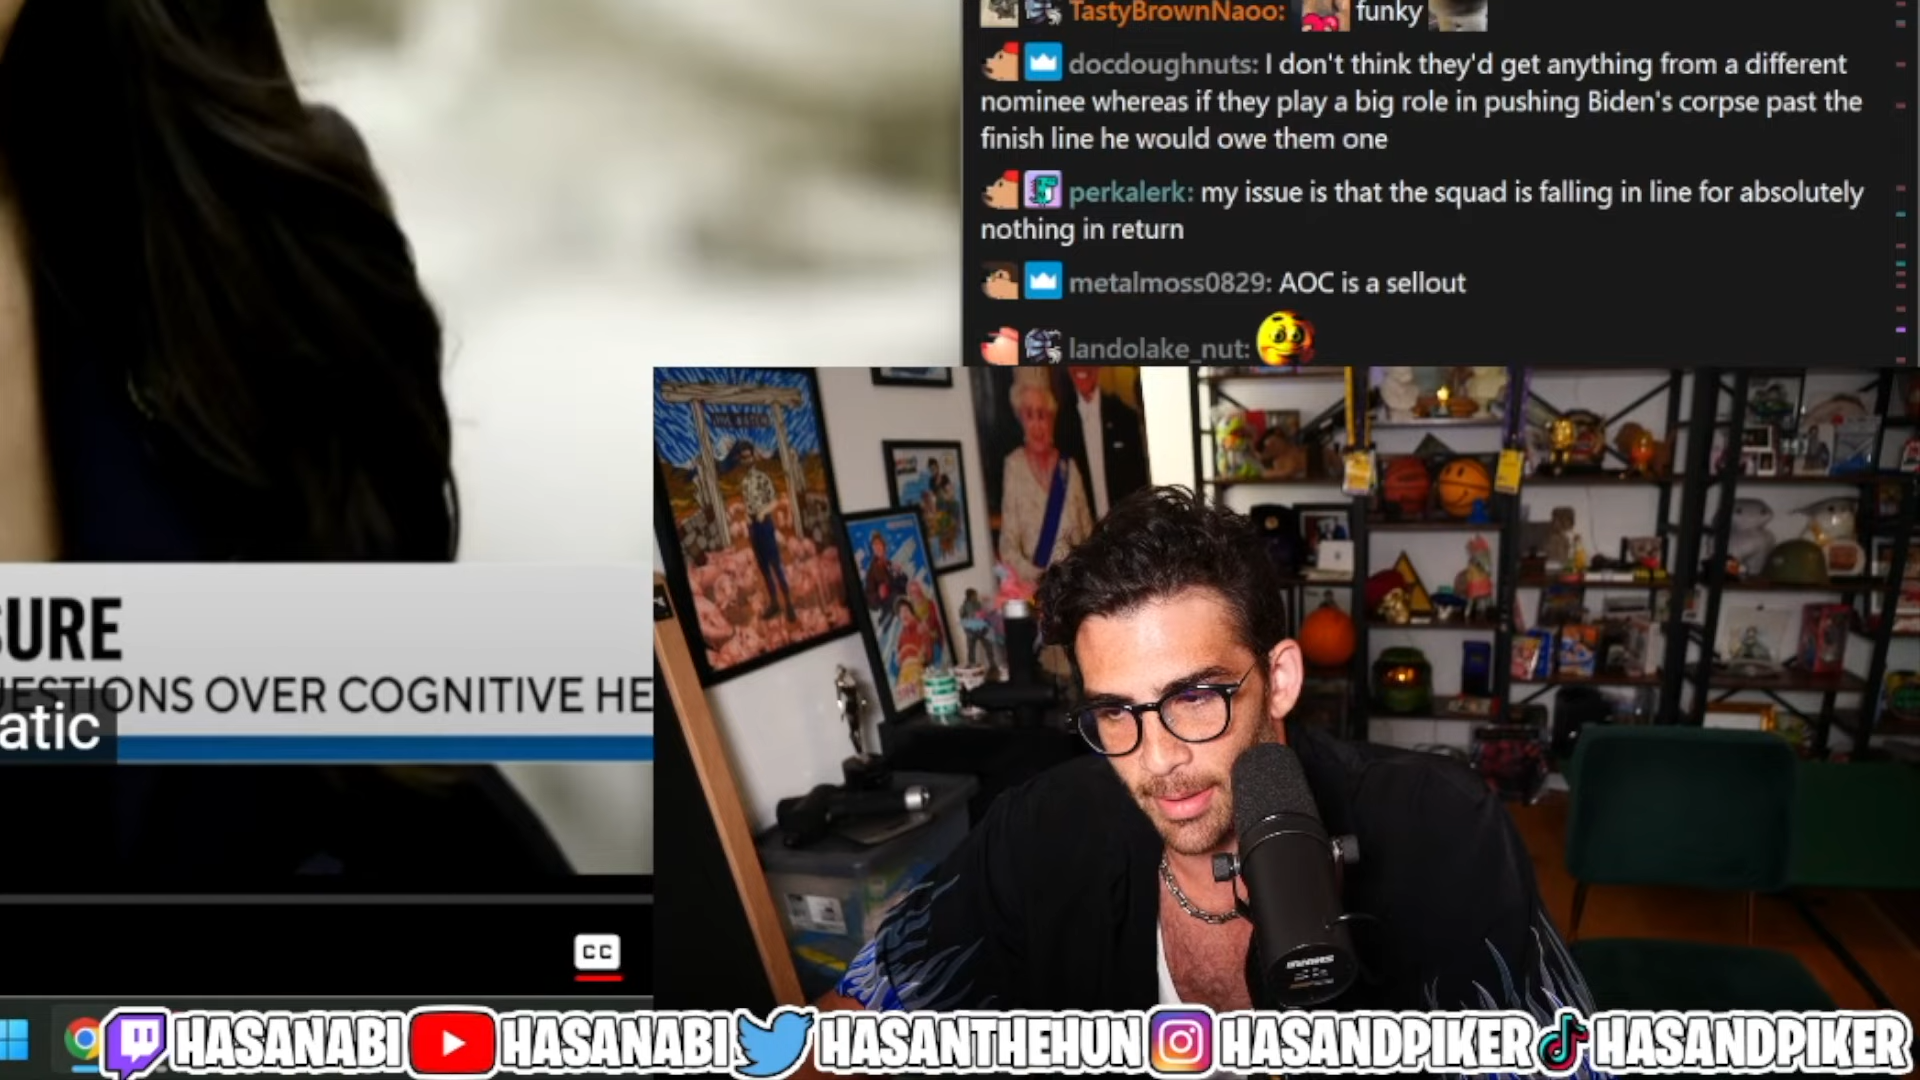 TastyBrownNaoo: funky
docdoughnuts: I don't think they'd get anything from a different
nominee whereas if they play a big role in pushing Biden's corpse past the
finish line he would owe them one
perkalerk: my issue is that the squad is falling in line for absolutely
nothing in return
metalmoss0829: AOC is a sellout
landolake_nut:
SURE
UESTIONS OVER COGNITIVE HE
atic
CC
HASANABI HASANABI HASANTHEHUN HASANDPIKER HASANDPIKER